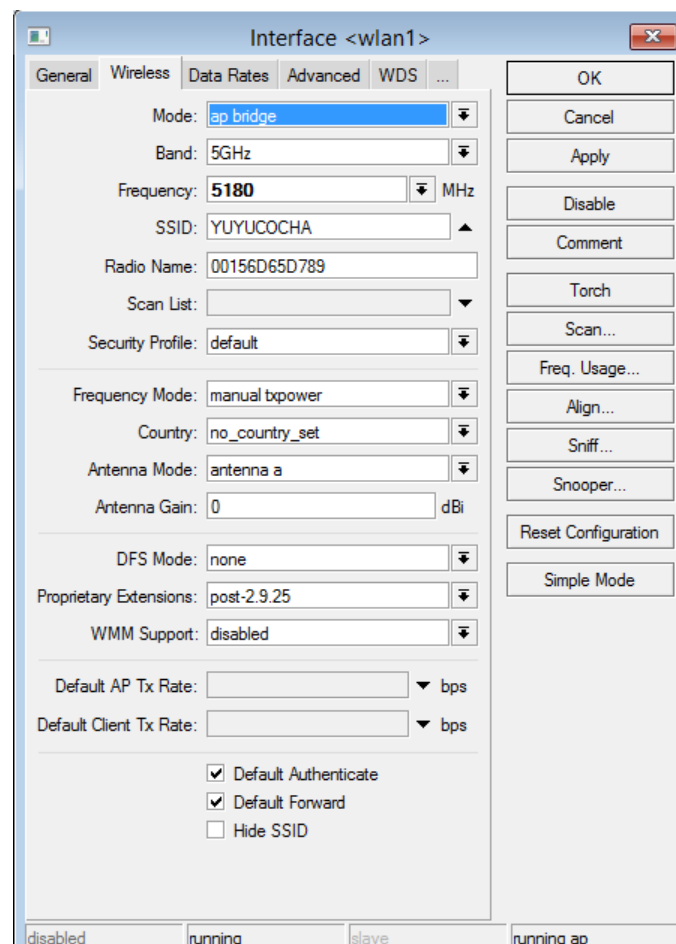 Interface <wlan1>
General Wireless Data Rates Advanced WDS ...
Mode: ap bridge
Band: 5GHz
Frequency: 5180 MHz
SSID: YUYUCOCHA
Radio Name: 00156D65D789
Scan List:
Security Profile: default
Frequency Mode: manual txpower
Country: no_country_set
Antenna Mode: antenna a
Antenna Gain: 0 dBi
DFS Mode: none
Proprietary Extensions: post-2.9.25
WMM Support: disabled
Default AP Tx Rate: bps
Default Client Tx Rate: bps
Default Authenticate
Default Forward
Hide SSID
OK
Cancel
Apply
Disable
Comment
Torch
Scan...
Freq. Usage...
Align...
Sniff...
Snooper...
Reset Configuration
Simple Mode
disabled running slave running ap